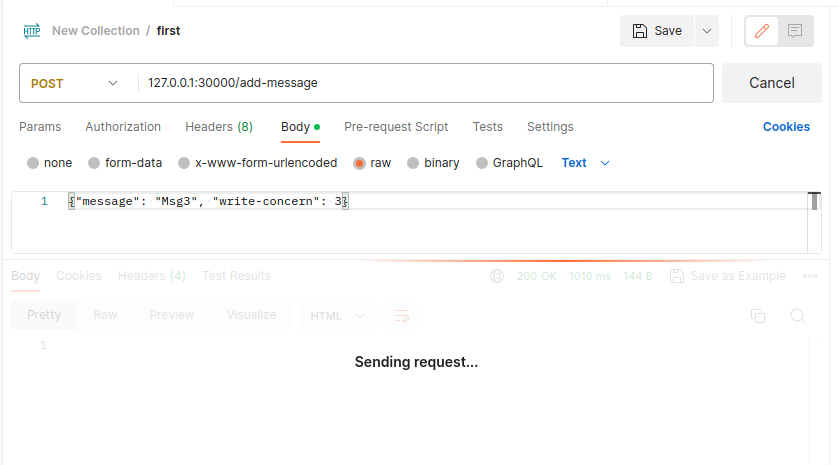 HTTP New Collection / first Save
POST 127.0.0.1:30000/add-message Cancel
Params Authorization Headers (8) Body Pre-request Script Tests Settings Cookies
none form-data x-www-form-urlencoded raw binary GraphQL Text
1 {"message": "Msg3", "write-concern": 3}
Body Cookies Headers (4) Test Results 200 OK 1010 ms 144 B Save as Example
Pretty Raw Preview Visualize HTML
1
Sending request...